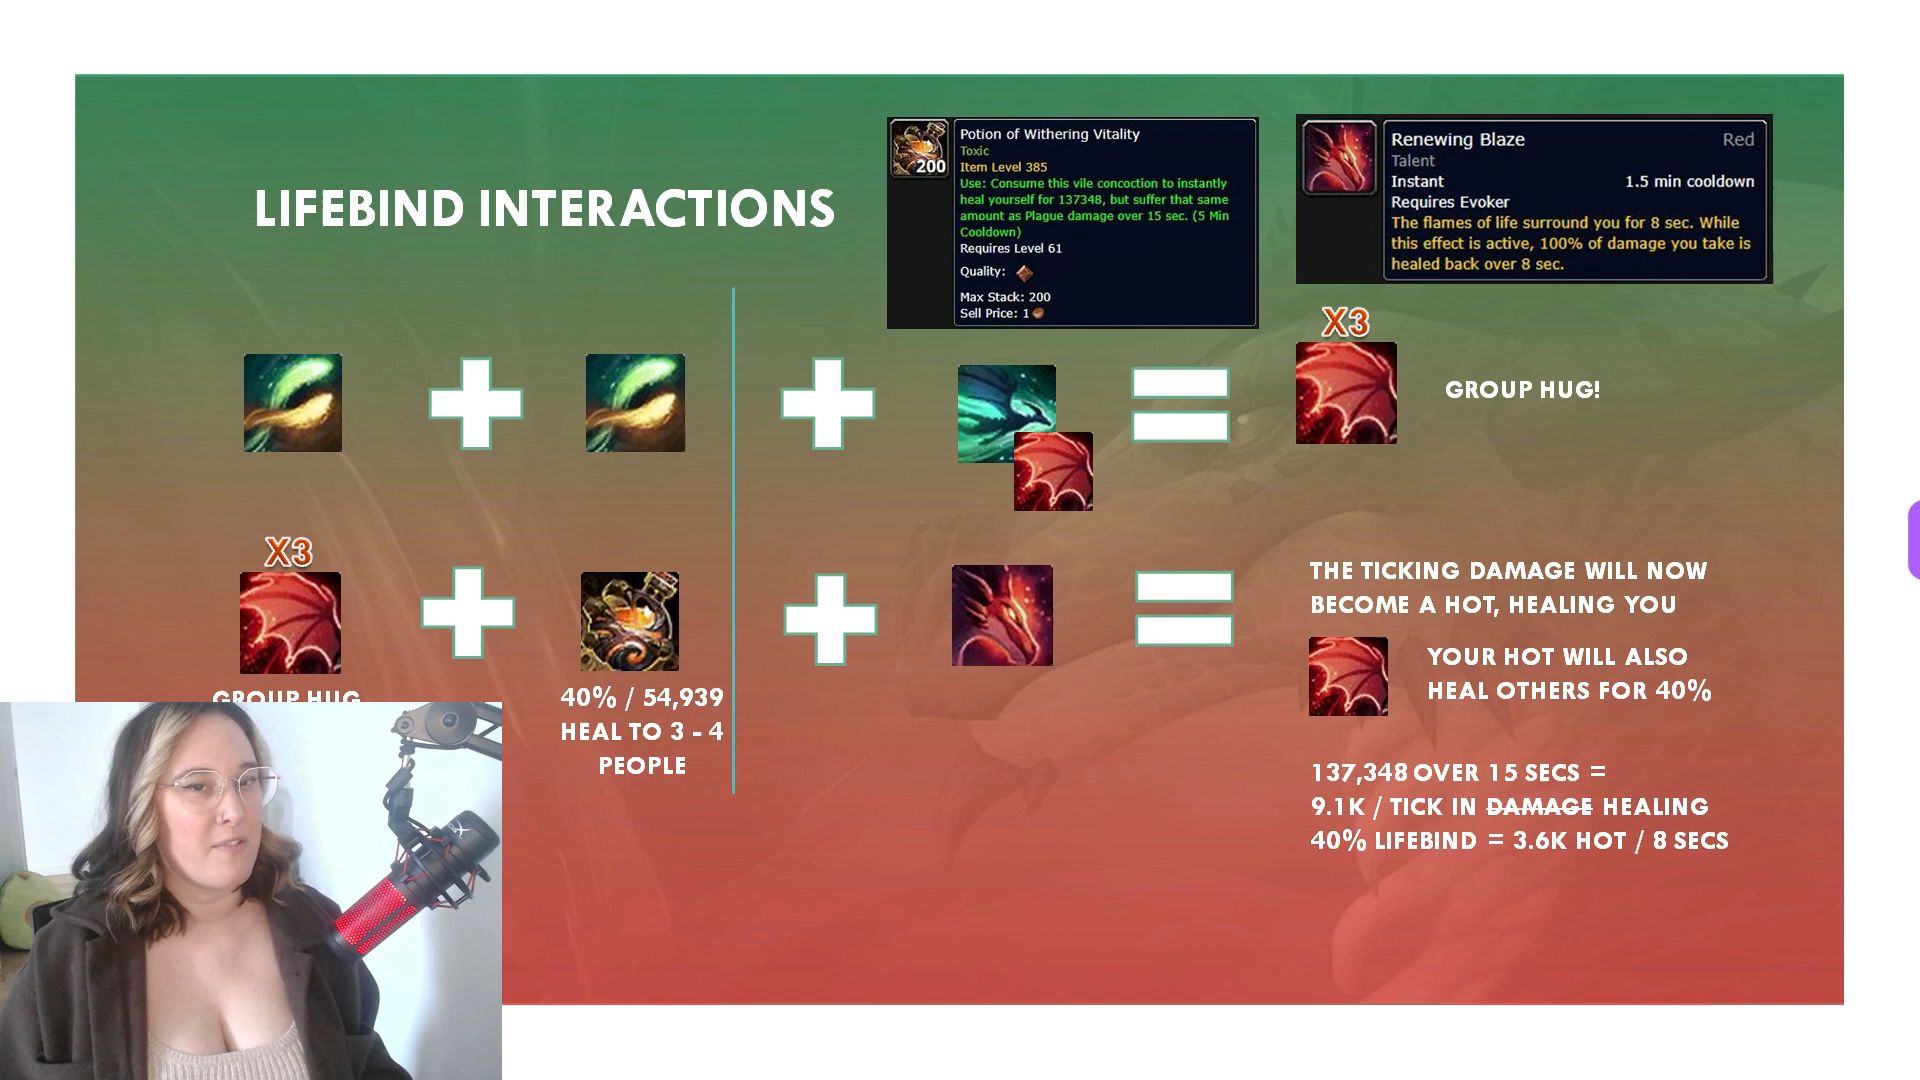 LIFEBIND INTERACTIONS
200
Potion of Withering Vitality
Toxic
Item Level 385
Use: Consume this vile concoction to instantly
heal yourself for 137348, but suffer that same
amount as Plague damage over 15 sec. (5 Min
Cooldown)
Requires Level 61
Quality:
Max Stack: 200
Sell Price: 1
Renewing Blaze Red
Talent
Instant 1.5 min cooldown
Requires Evoker
The flames of life surround you for 8 sec. While
this effect is active, 100% of damage you take is
healed back over 8 sec.
X3
GROUP HUG!
X3
GROUP HUG
40% / 54,939
HEAL TO 3 - 4
PEOPLE
THE TICKING DAMAGE WILL NOW
BECOME A HOT, HEALING YOU
YOUR HOT WILL ALSO
HEAL OTHERS FOR 40%
137,348 OVER 15 SECS =
9.1K / TICK IN DAMAGE HEALING
40% LIFEBIND = 3.6K HOT / 8 SECS